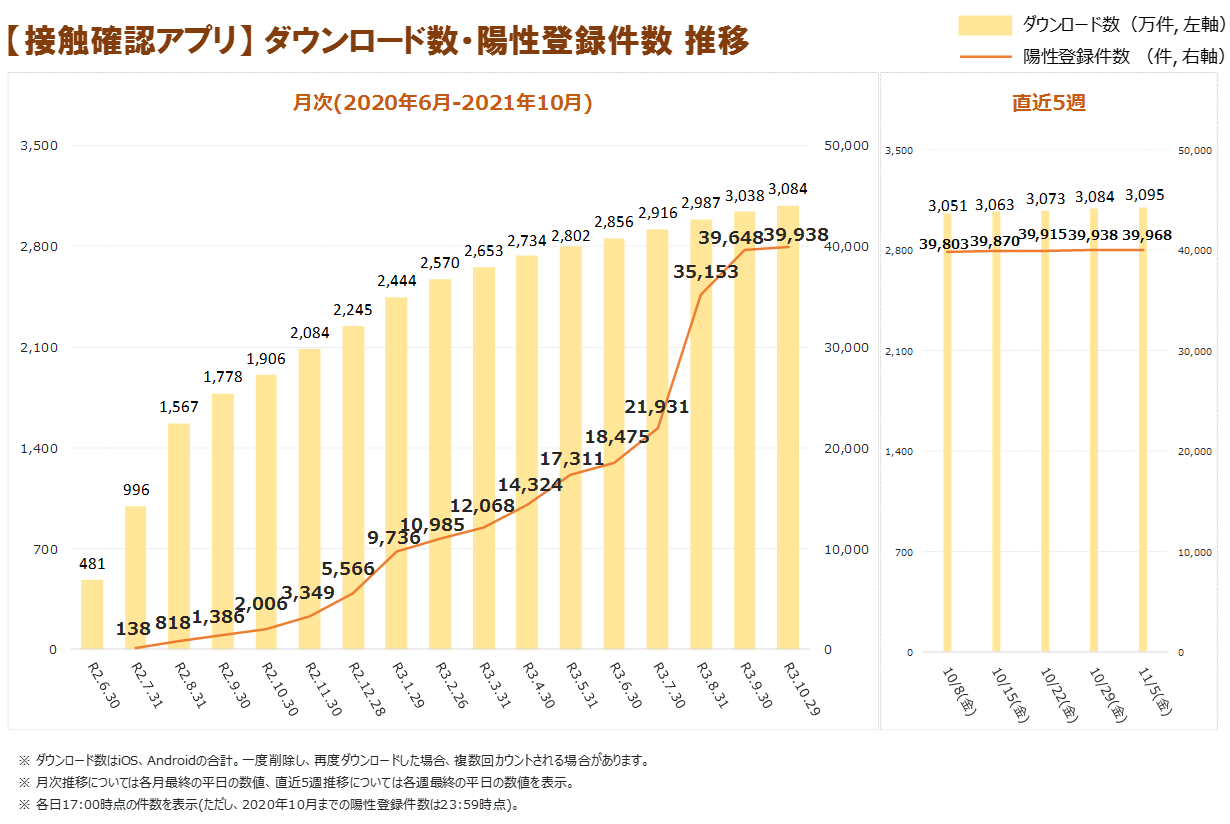 【接触確認アプリ】ダウンロード数・陽性登録件数 推移
ダウンロード数（万件, 左軸）
陽性登録件数 （件, 右軸）
月次(2020年6月-2021年10月)
3,500
2,800
2,100
1,400
700
0
50,000
40,000
30,000
20,000
10,000
0
481
996
1,567
1,778
1,906
2,084
2,245
2,444
2,570
2,653
2,734
2,802
2,856
2,916
2,987
3,038
3,084
138
818
1,386
2,006
3,349
5,566
9,736
10,985
12,068
14,324
17,311
18,475
21,931
35,153
39,648
39,938
R2.6.30
R2.7.31
R2.8.31
R2.9.30
R2.10.30
R2.11.30
R2.12.28
R3.1.29
R3.2.26
R3.3.31
R3.4.30
R3.5.31
R3.6.30
R3.7.30
R3.8.31
R3.9.30
R3.10.29
直近5週
3,500
2,800
2,100
1,400
700
0
50,000
40,000
30,000
20,000
10,000
0
3,051
3,063
3,073
3,084
3,095
39,803
39,870
39,915
39,938
39,968
10/8(金)
10/15(金)
10/22(金)
10/29(金)
11/5(金)
※ ダウンロード数はiOS、Androidの合計。一度削除し、再度ダウンロードした場合、複数回カウントされる場合があります。
※ 月次推移については各月最終の平日の数値、直近5週推移については各週最終の平日の数値を表示。
※ 各日17:00時点の件数を表示(ただし、2020年10月までの陽性登録件数は23:59時点)。